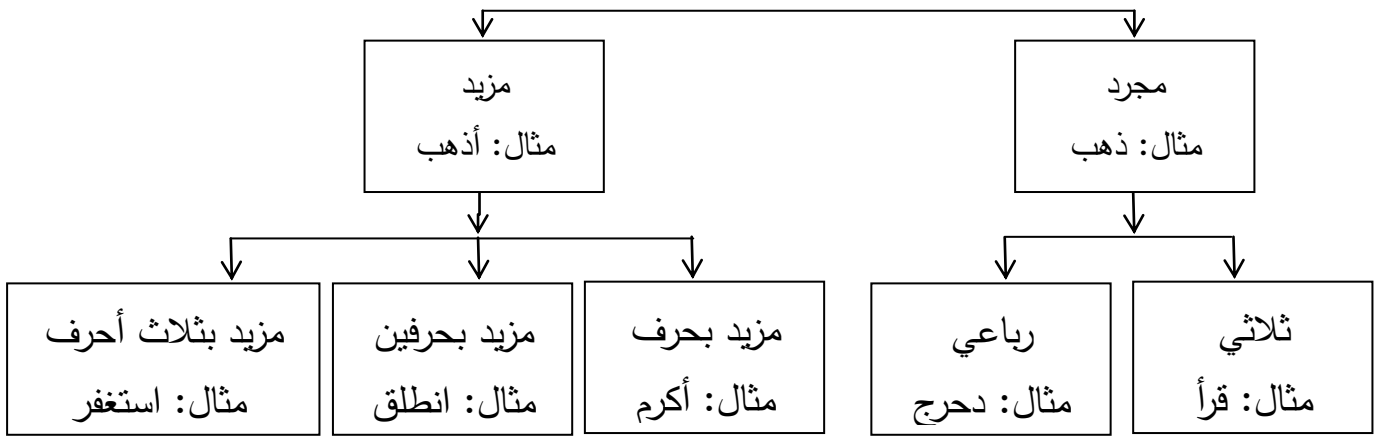 مجرد
مثال: ذهب
مزيد
مثال: أذهب
ثلاثي
مثال: قرأ
رباعي
مثال: دحرج
مزيد بحرف
مثال: أكرم
مزيد بحرفين
مثال: انطلق
مزيد بثلاث أحرف
مثال: استغفر